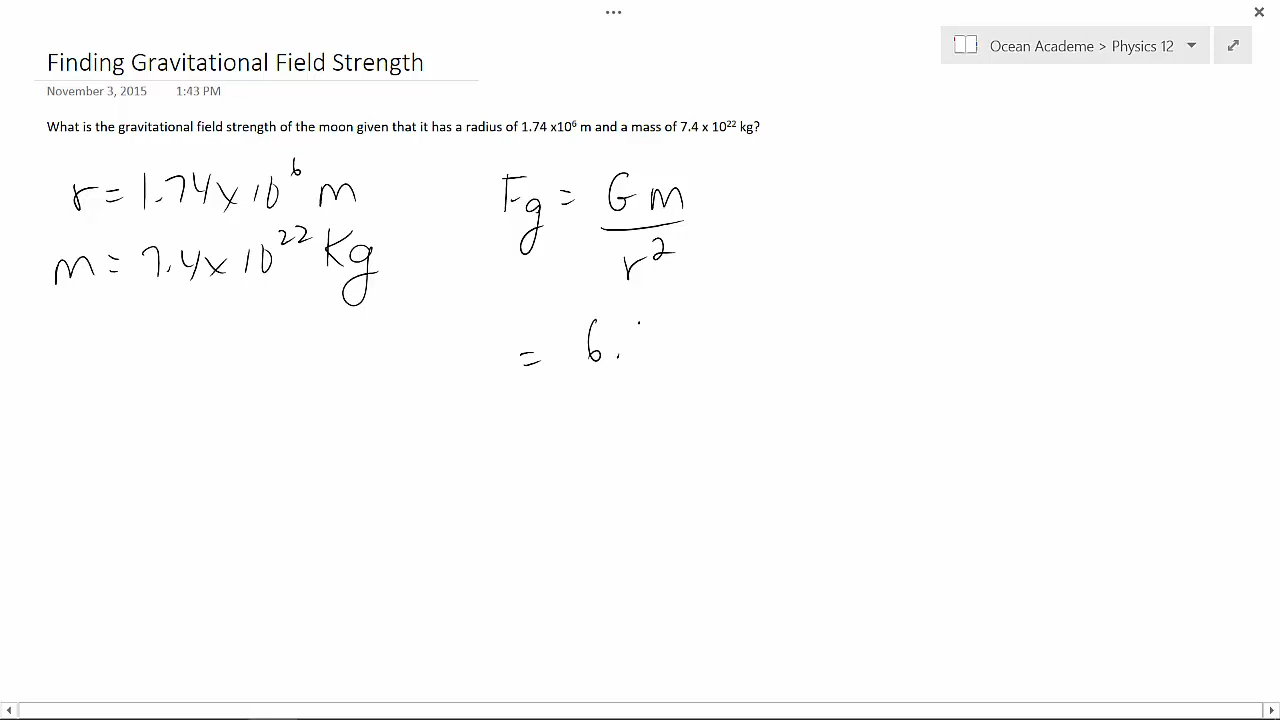 Ocean Academe > Physics 12
Finding Gravitational Field Strength
November 3, 2015 1:43 PM
What is the gravitational field strength of the moon given that it has a radius of 1.74 x10⁶ m and a mass of 7.4 x 10²² kg?
r = 1.74 x 10⁶ m
m = 7.4 x 10²² Kg
Fg = Gm
r²
= 6.